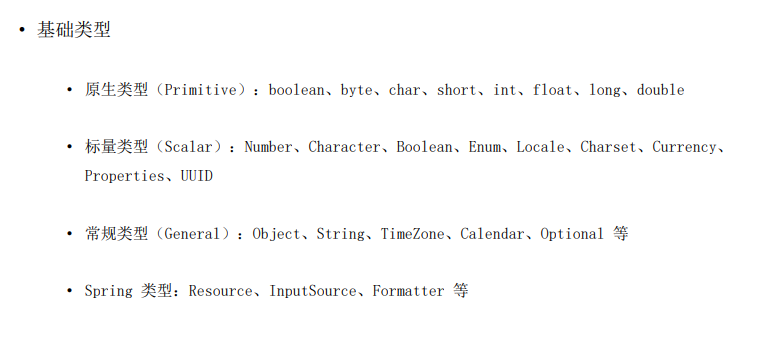 • 基础类型
• 原生类型（Primitive）：boolean、byte、char、short、int、float、long、double
• 标量类型（Scalar）：Number、Character、Boolean、Enum、Locale、Charset、Currency、
Properties、UUID
• 常规类型（General）：Object、String、TimeZone、Calendar、Optional 等
• Spring 类型：Resource、InputSource、Formatter 等